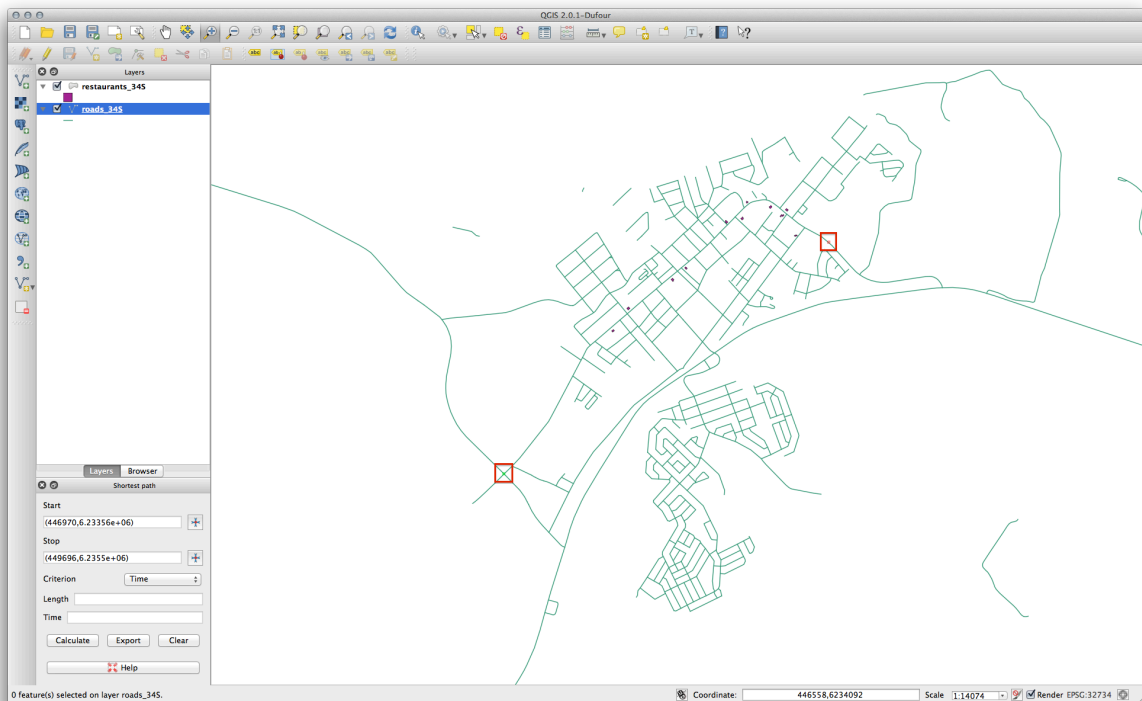 QGIS 2.0.1-Dufour
Layers
restaurants_34S
roads_34S
Layers
Browser
Shortest path
Start
(446970,6.23356e+06)
Stop
(449696,6.2355e+06)
Criterion
Time
Length
Time
Calculate
Export
Clear
Help
0 feature(s) selected on layer roads_34S.
Coordinate:
446558,6234092
Scale
1:14074
Render
EPSG:32734